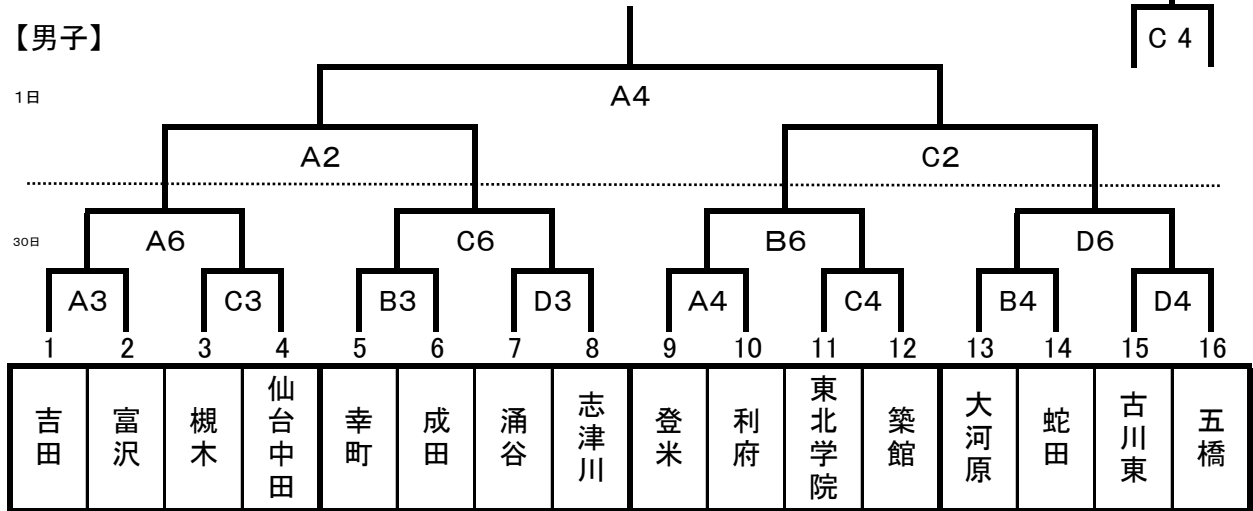 【男子】
C 4
1日
A4
A2
C2
30日
A6
C6
B6
D6
A3
C3
B3
D3
A4
C4
B4
D4
1 2 3 4 5 6 7 8 9 10 11 12 13 14 15 16
吉田
富沢
槻木
仙台中田
幸町
成田
涌谷
志津川
登米
利府
東北学院
築館
大河原
蛇田
古川東
五橋